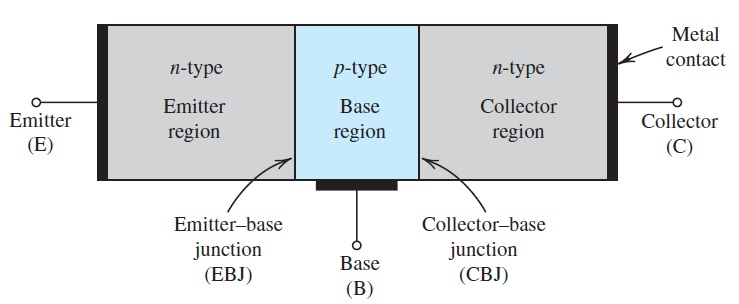 Metal
contact
n-type
Emitter
region
p-type
Base
region
n-type
Collector
region
Emitter
(E)
Collector
(C)
Emitter–base
junction
(EBJ)
Base
(B)
Collector–base
junction
(CBJ)